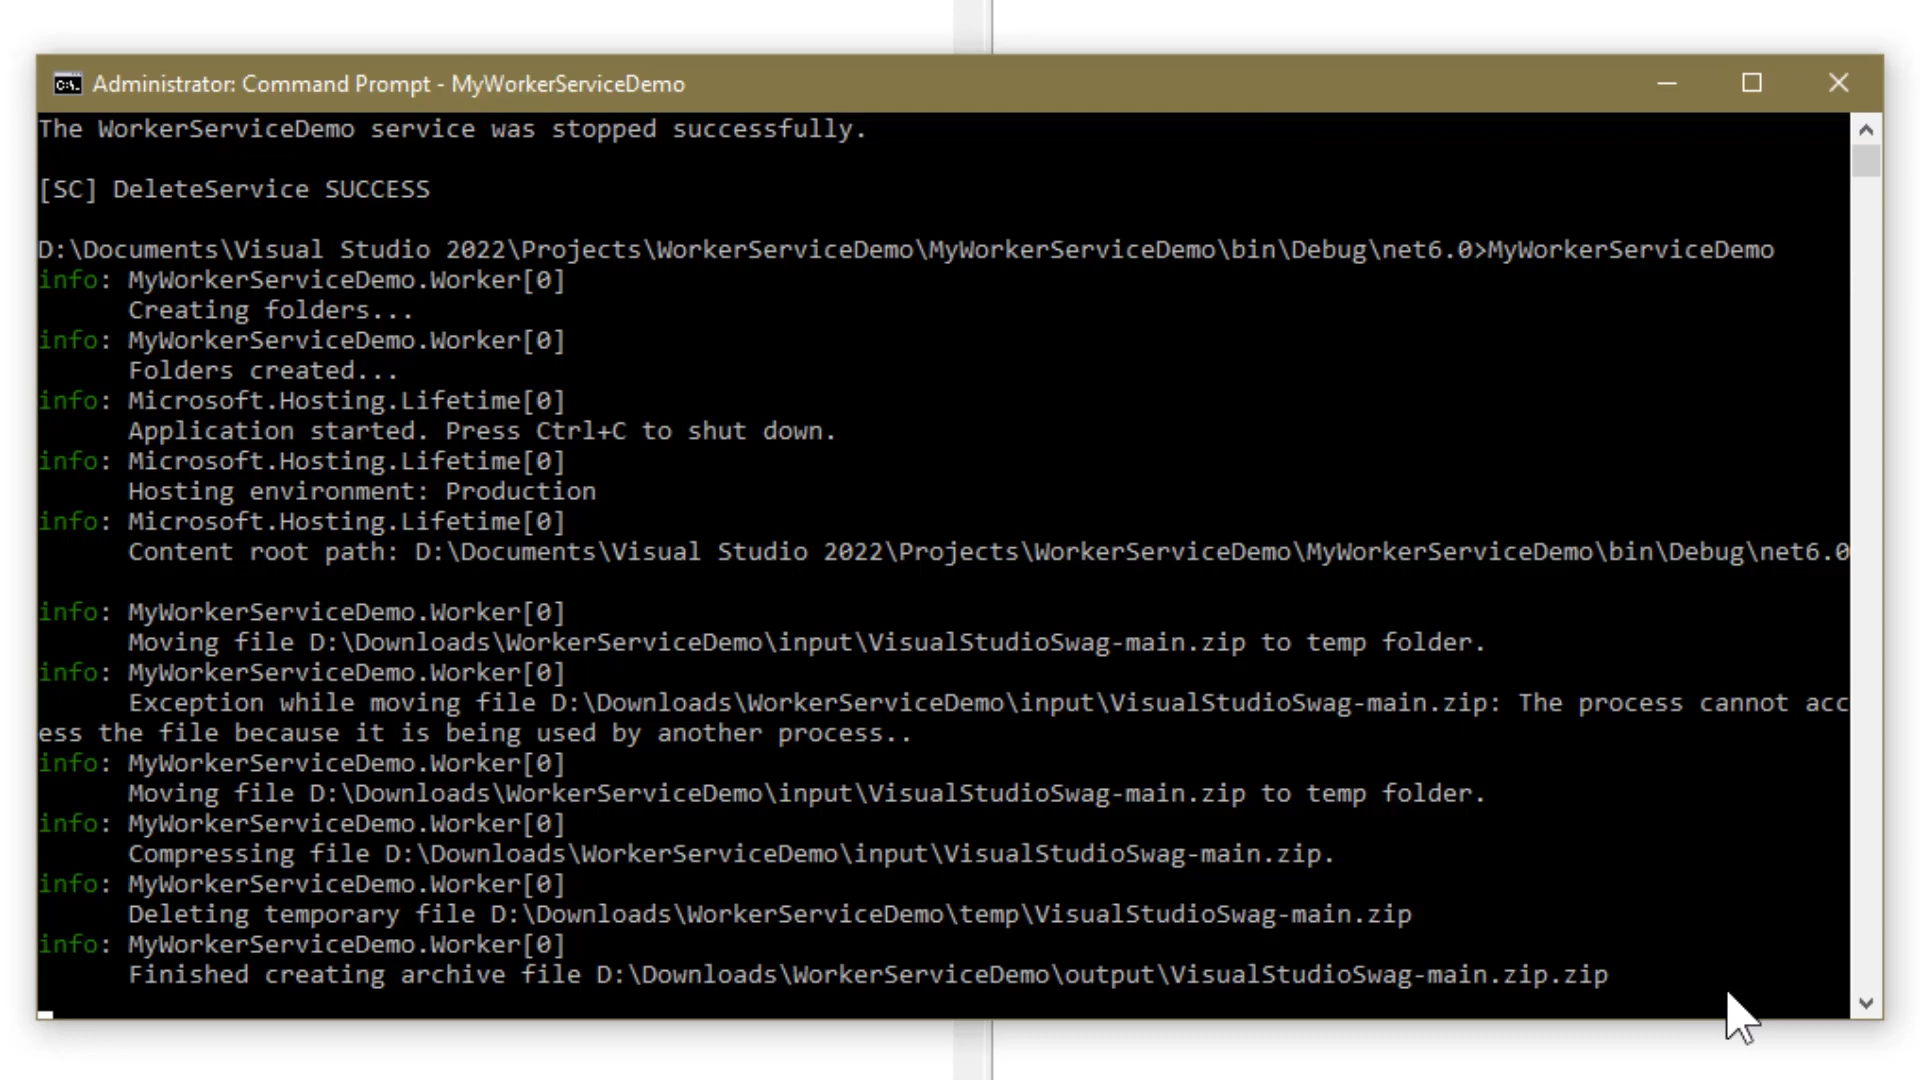 Administrator: Command Prompt - MyWorkerServiceDemo
The WorkerServiceDemo service was stopped successfully.
[SC] DeleteService SUCCESS
D:\Documents\Visual Studio 2022\Projects\WorkerServiceDemo\MyWorkerServiceDemo\bin\Debug\net6.0>MyWorkerServiceDemo
info: MyWorkerServiceDemo.Worker[0]
Creating folders...
info: MyWorkerServiceDemo.Worker[0]
Folders created...
info: Microsoft.Hosting.Lifetime[0]
Application started. Press Ctrl+C to shut down.
info: Microsoft.Hosting.Lifetime[0]
Hosting environment: Production
info: Microsoft.Hosting.Lifetime[0]
Content root path: D:\Documents\Visual Studio 2022\Projects\WorkerServiceDemo\MyWorkerServiceDemo\bin\Debug\net6.0
info: MyWorkerServiceDemo.Worker[0]
Moving file D:\Downloads\WorkerServiceDemo\input\VisualStudioSwag-main.zip to temp folder.
info: MyWorkerServiceDemo.Worker[0]
Exception while moving file D:\Downloads\WorkerServiceDemo\input\VisualStudioSwag-main.zip: The process cannot acc
ess the file because it is being used by another process..
info: MyWorkerServiceDemo.Worker[0]
Moving file D:\Downloads\WorkerServiceDemo\input\VisualStudioSwag-main.zip to temp folder.
info: MyWorkerServiceDemo.Worker[0]
Compressing file D:\Downloads\WorkerServiceDemo\input\VisualStudioSwag-main.zip.
info: MyWorkerServiceDemo.Worker[0]
Deleting temporary file D:\Downloads\WorkerServiceDemo\temp\VisualStudioSwag-main.zip
info: MyWorkerServiceDemo.Worker[0]
Finished creating archive file D:\Downloads\WorkerServiceDemo\output\VisualStudioSwag-main.zip.zip